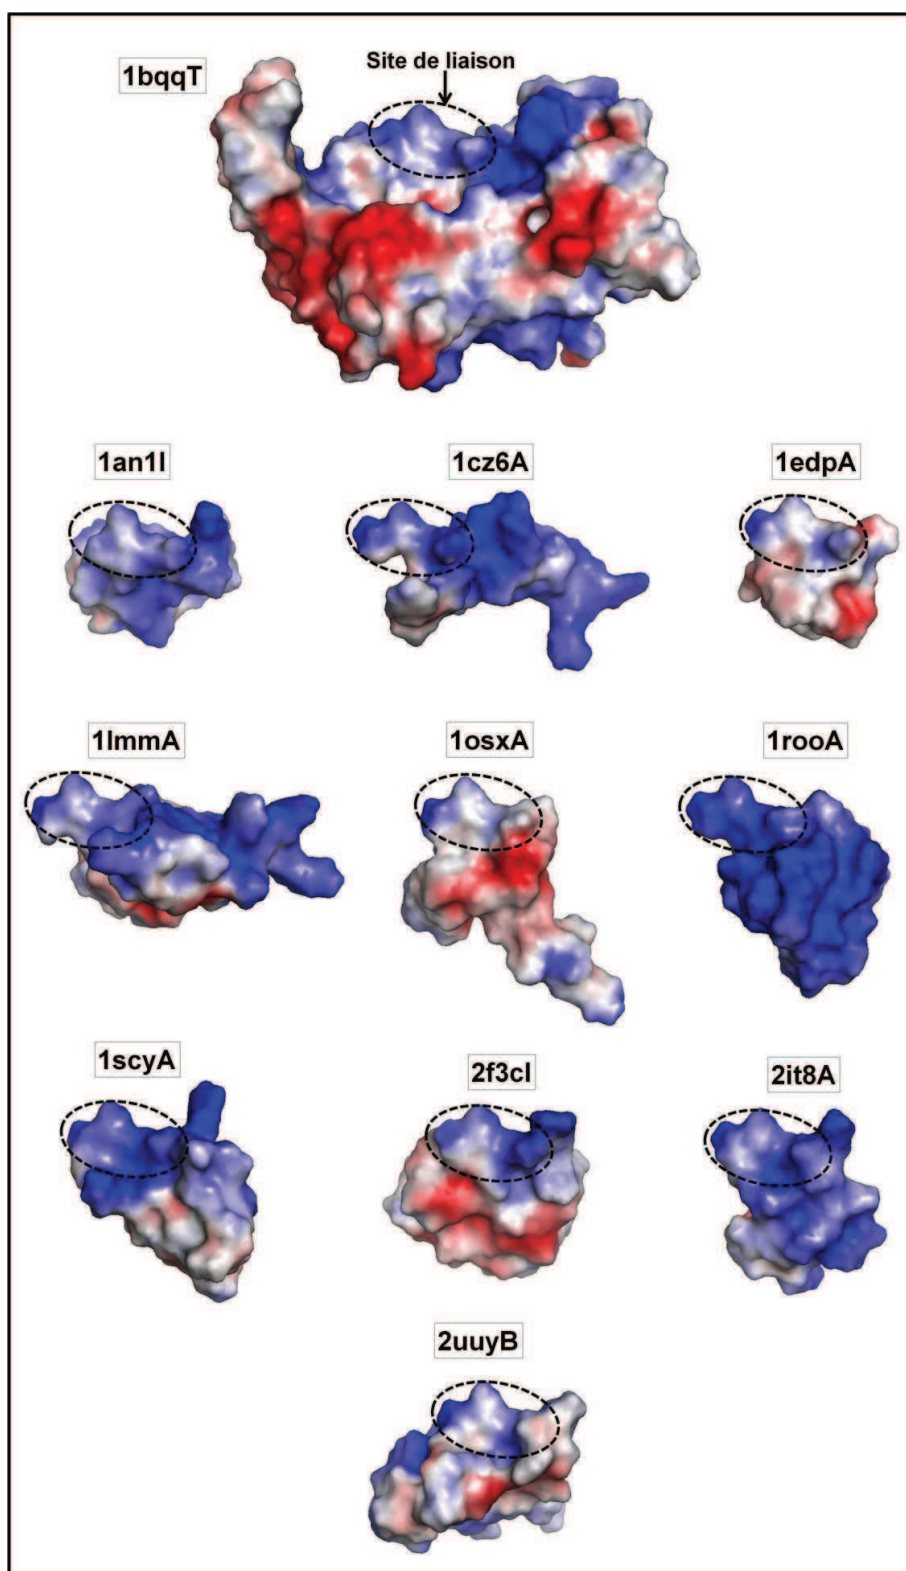 Site de liaison
1bqqT
1an1I
1cz6A
1edpA
1lmmA
1osxA
1rooA
1scyA
2f3cI
2it8A
2uuyB